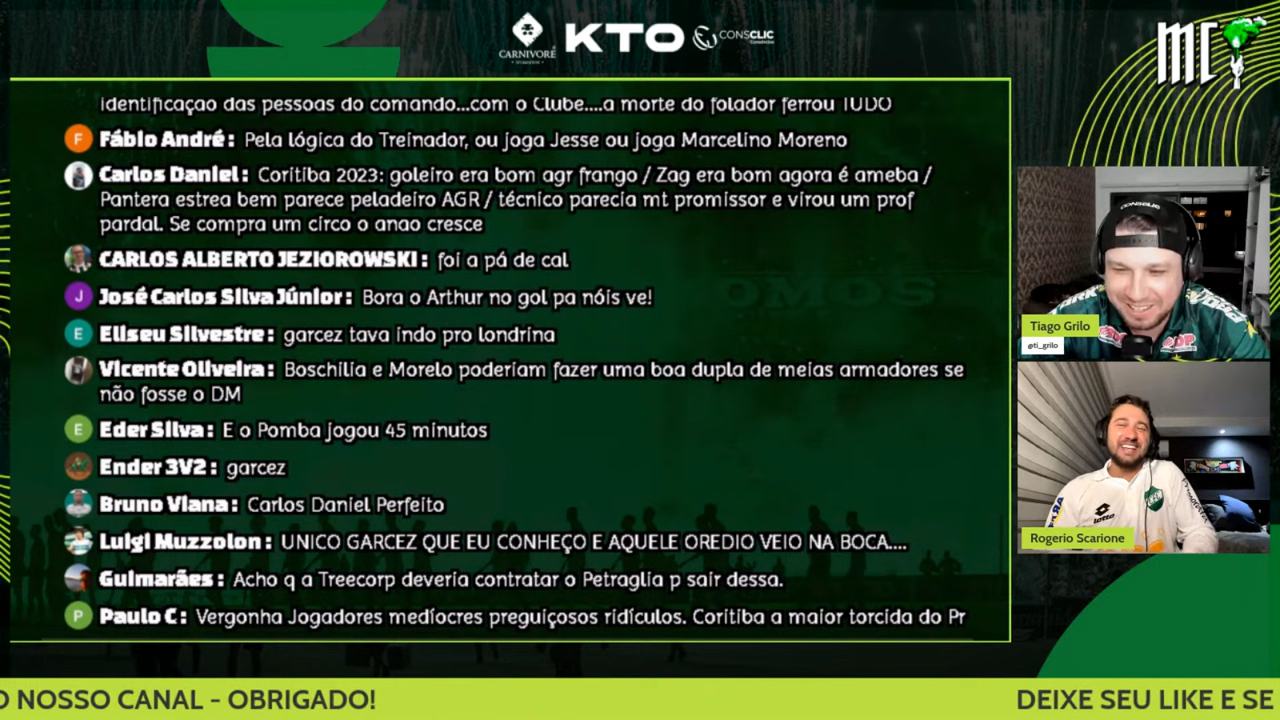 CARNIVORÉ
KTO
CONSCLIC
MC
Identificaçao das pessoas do comando...com o Clube....a morte do folador ferrou TUDO
Fábio André: Pela lógica do Treinador, ou joga Jesse ou joga Marcelino Moreno
Carlos Daniel: Coritiba 2023: goleiro era bom agr frango / Zag era bom agora é ameba /
Pantera estrea bem parece peladeiro AGR / técnico parecia mt promissor e virou um prof
pardal. Se compra um circo o anao cresce
CARLOS ALBERTO JEZIOROWSKI: foi a pá de cal
José Carlos Silva Júnior: Bora o Arthur no gol pa nóis ve!
Eliseu Silvestre: garcez tava indo pro londrina
Vicente Oliveira: Boschilia e Morelo poderiam fazer uma boa dupla de meias armadores se
não fosse o DM
Eder Silva: E o Pomba jogou 45 minutos
Ender 3V2: garcez
Bruno Viana: Carlos Daniel Perfeito
Luigi Muzzolon: UNICO GARCEZ QUE EU CONHEÇO E AQUELE OREDIO VEIO NA BOCA....
Guimarães: Acho q a Treecorp deveria contratar o Petraglia p sair dessa.
Paulo C: Vergonha Jogadores medíocres preguiçosos ridículos. Coritiba a maior torcida do Pr
OMOS
CONSCLIC
Tiago Grilo
@ti_grilo
lotto
Rogerio Scarione
O NOSSO CANAL - OBRIGADO!
DEIXE SEU LIKE E SE